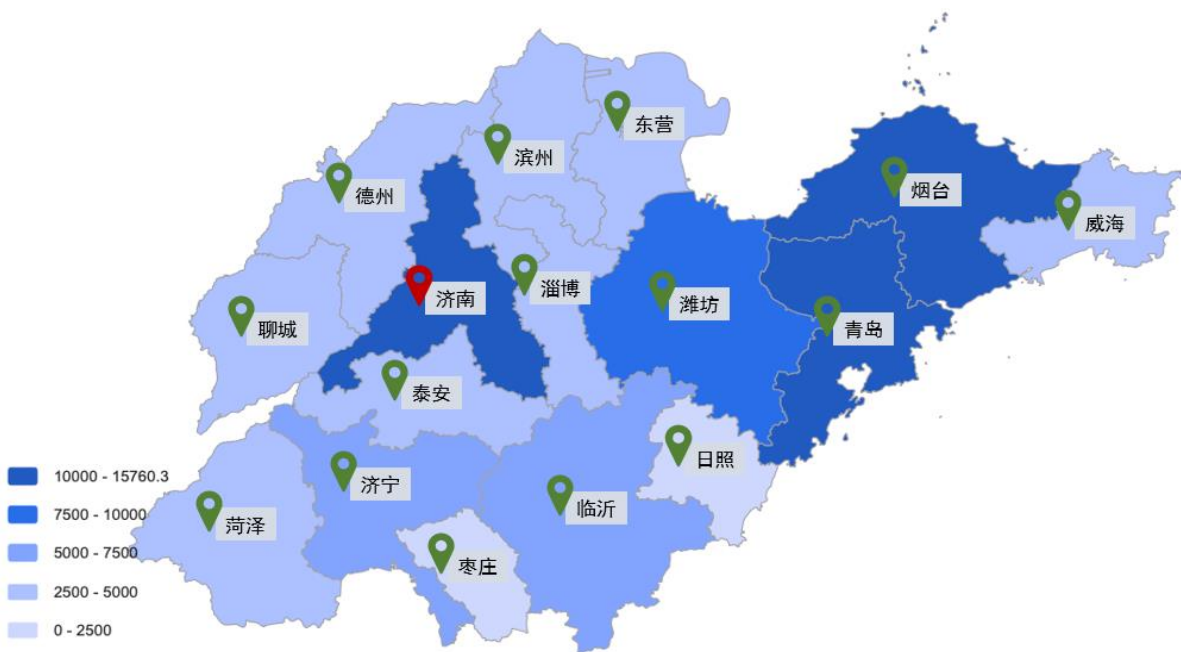 东营
滨州
烟台
德州
威海
淄博
济南
潍坊
聊城
青岛
泰安
日照
济宁
临沂
菏泽
枣庄
10000 - 15760.3
7500 - 10000
5000 - 7500
2500 - 5000
0 - 2500